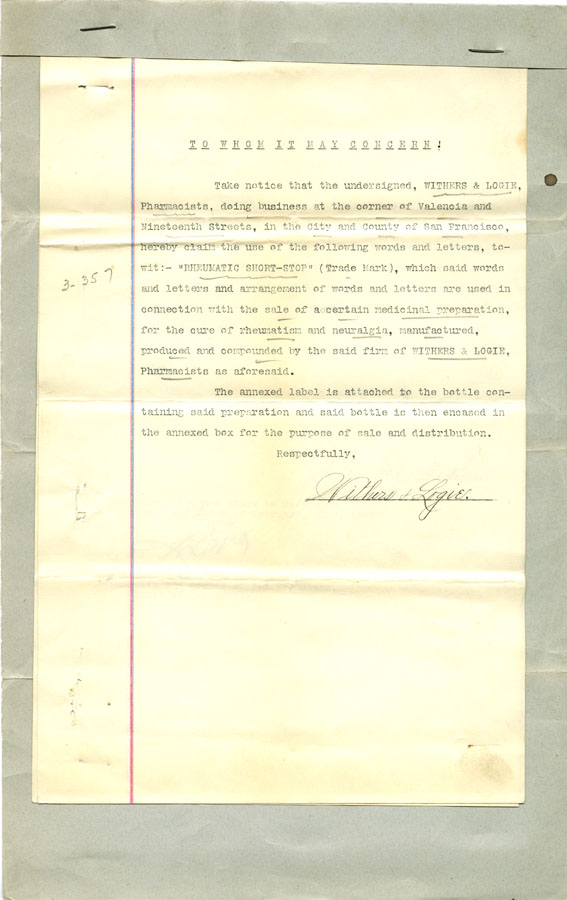 TO WHOM IT MAY CONCERN!
Take notice that the undersigned, WITHERS & LOGIE,
Pharmacists, doing business at the corner of Valencia and
Nineteenth Streets, in the City and County of San Francisco,
hereby claim the use of the following words and letters, to-
wit:- "RHEUMATIC SHORT-STOP" (Trade Mark), which said words
3-357
and letters and arrangement of words and letters are used in
connection with the sale of a certain medicinal preparation,
for the cure of rheumatism and neuralgia, manufactured,
produced and compounded by the said firm of WITHERS & LOGIE,
Pharmacists as aforesaid.
The annexed label is attached to the bottle con-
taining said preparation and said bottle is then encased in
the annexed box for the purpose of sale and distribution.
Respectfully,
Withers & Logie.